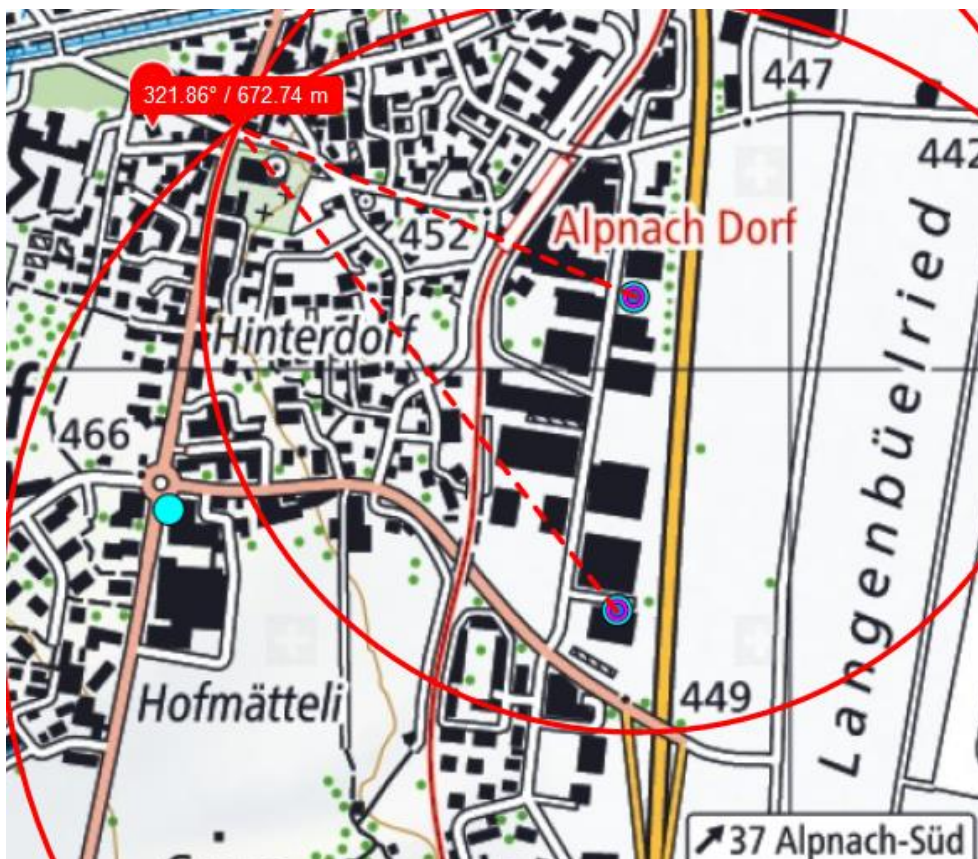 447
321.86° / 672.74 m
442
Alpnach Dorf
452
Hinterdorf
466
Langenbüelried
Hofmätteli
449
37 Alpnach-Süd